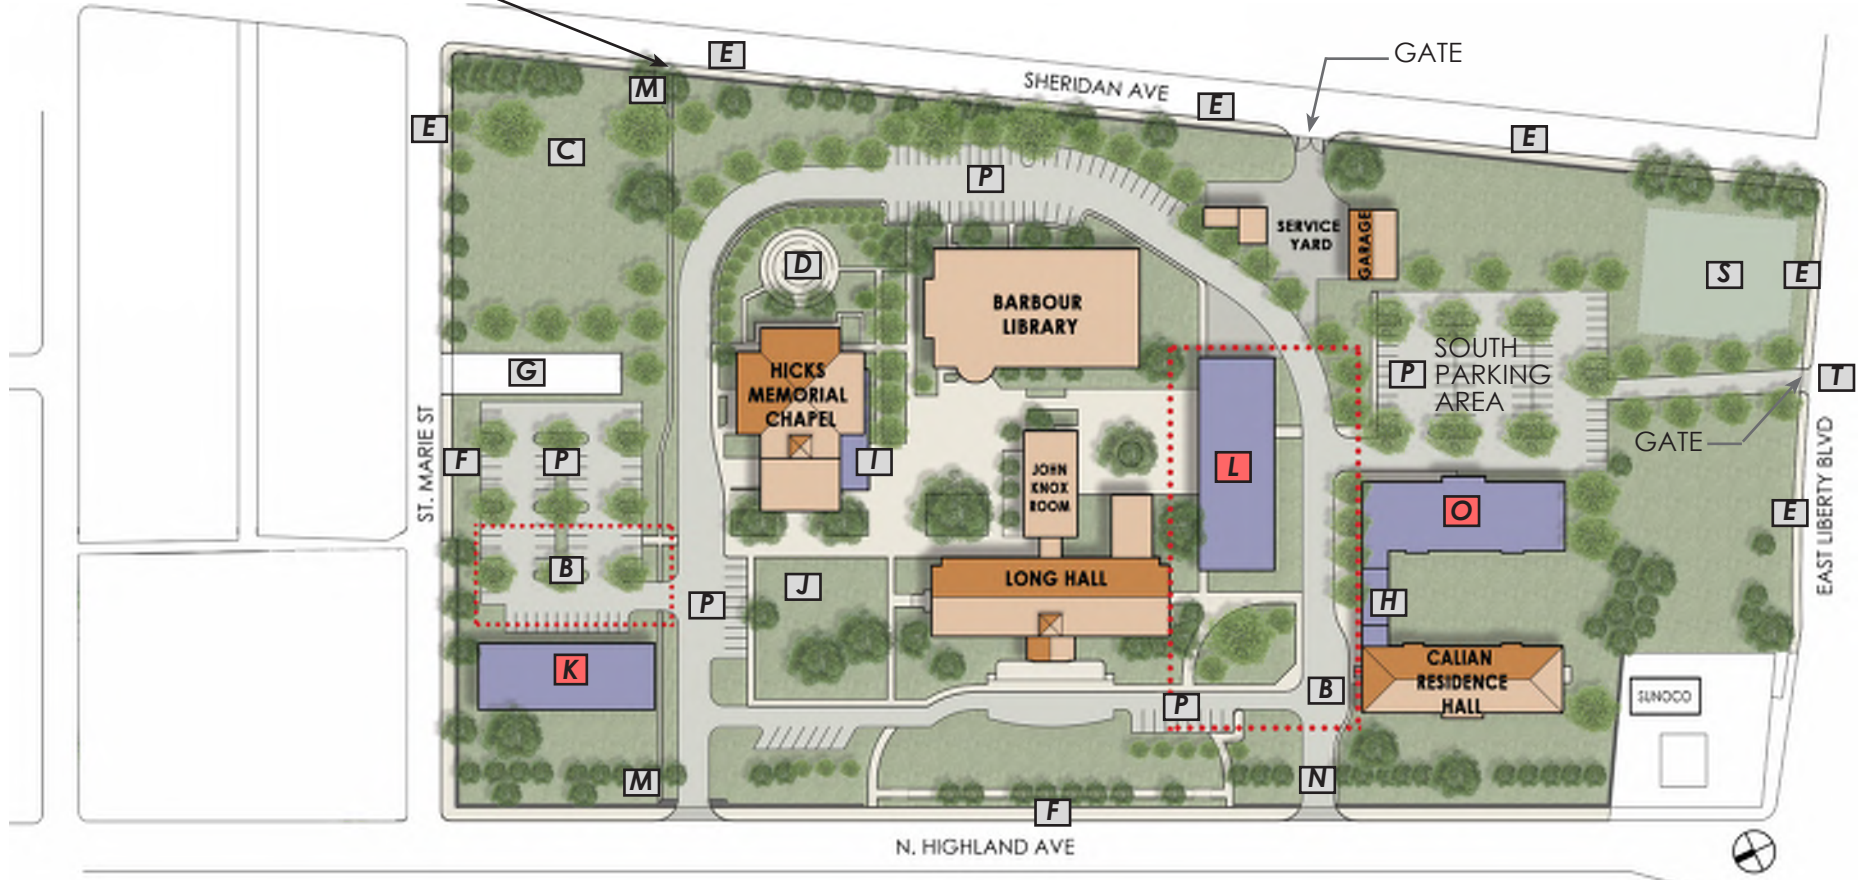 GATE
E
SHERIDAN AVE
M
E
E
E
C
E
P
SERVICE
YARD
GARAGE
D
S
E
BARBOUR
LIBRARY
G
HICKS
MEMORIAL
CHAPEL
SOUTH
PARKING
AREA
P
T
GATE
ST. MARIE ST
F
P
I
JOHN
KNOX
ROOM
L
O
E
EAST LIBERTY BLVD
B
J
LONG HALL
P
H
K
CALIAN
RESIDENCE
HALL
B
P
SUNOCO
M
N
F
N. HIGHLAND AVE